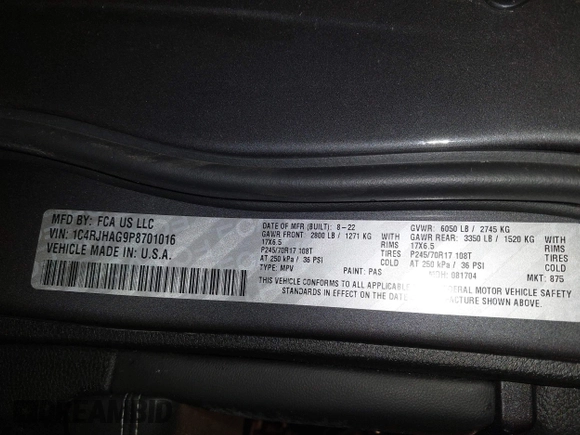 MFD BY: FCA US LLC
VIN: 1C4RJHAG9P8701016
VEHICLE MADE IN: U.S.A.
DATE OF MFR (BUILT): 8-22 GVWR: 6050 LB / 2745 KG
GAWR FRONT: 2800 LB / 1271 KG WITH GAWR REAR: 3350 LB / 1520 KG WITH
17X6.5 RIMS 17X6.5 RIMS
P245/70R17 108T TIRES P245/70R17 108T TIRES
AT 250 kPa / 36 PSI COLD AT 250 kPa / 36 PSI COLD
TYPE: MPV PAINT: PAS MDH: 081704 MKT: 875
THIS VEHICLE CONFORMS TO ALL APPLICABLE MOTOR VEHICLE SAFETY
STANDARDS IN EFFECT ON THE DATE SHOWN ABOVE.
DREAMBID